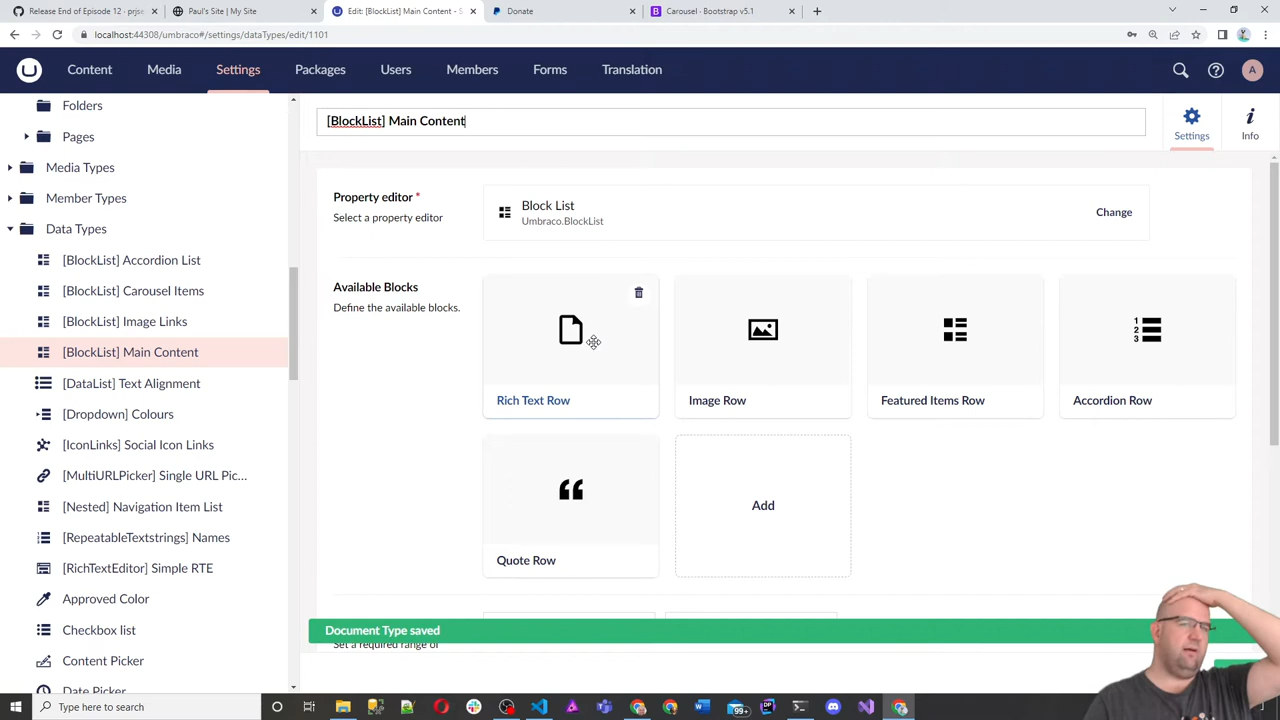 Release End of Episode 12 - prjse
Paul's Site | My Site
Edit: [BlockList] Main Content - S
Donate
Carousel · Bootstrap v5.1
localhost:44308/umbraco#/settings/dataTypes/edit/1101
Content
Media
Settings
Packages
Users
Members
Forms
Translation
A
Folders
Pages
Media Types
Member Types
Data Types
[BlockList] Accordion List
[BlockList] Carousel Items
[BlockList] Image Links
[BlockList] Main Content
[DataList] Text Alignment
[Dropdown] Colours
[IconLinks] Social Icon Links
[MultiURLPicker] Single URL Pic...
[Nested] Navigation Item List
[RepeatableTextstrings] Names
[RichTextEditor] Simple RTE
Approved Color
Checkbox list
Content Picker
Date Picker
[BlockList] Main Content
Settings
Info
Property editor *
Select a property editor
Block List
Umbraco.BlockList
Change
Available Blocks
Define the available blocks.
Rich Text Row
Image Row
1
2
3
Featured Items Row
Accordion Row
Quote Row
Add
Document Type saved
Set a required range of
Type here to search
99+